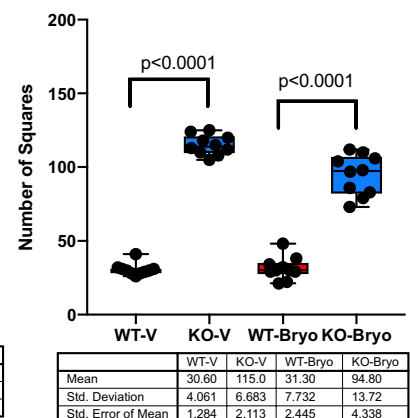 200
p<0.0001
p<0.0001
150
100
50
0
Number of Squares
WT-V KO-V WT-Bryo KO-Bryo
WT-V KO-V WT-Bryo KO-Bryo
Mean 30.60 115.0 31.30 94.80
Std. Deviation 4.061 6.683 7.732 13.72
Std. Error of Mean 1.284 2.113 2.445 4.338